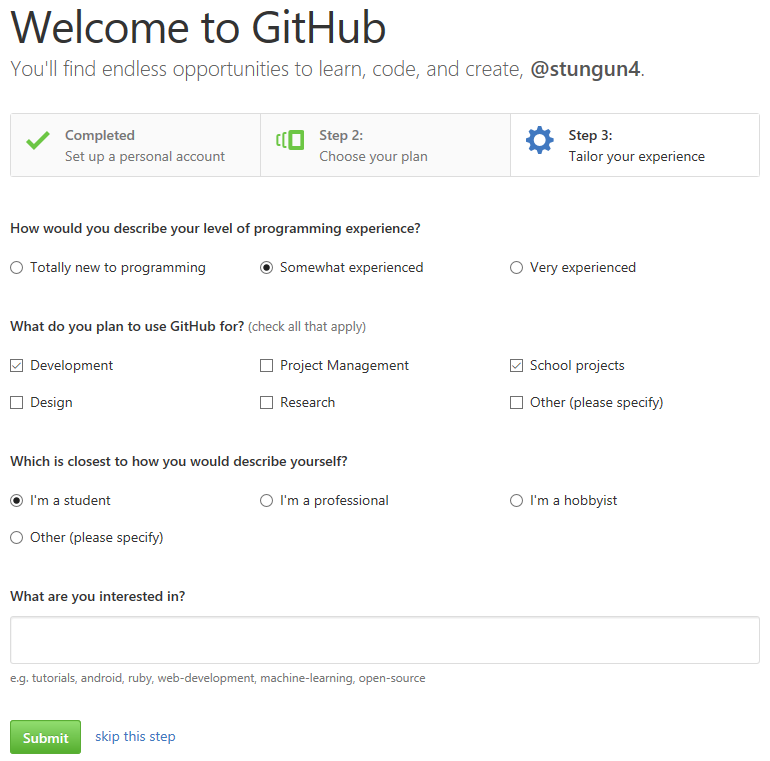 Welcome to GitHub
You'll find endless opportunities to learn, code, and create, @stungun4.
Completed
Set up a personal account
Step 2:
Choose your plan
Step 3:
Tailor your experience
How would you describe your level of programming experience?
Totally new to programming
Somewhat experienced
Very experienced
What do you plan to use GitHub for? (check all that apply)
Development
Project Management
School projects
Design
Research
Other (please specify)
Which is closest to how you would describe yourself?
I'm a student
I'm a professional
I'm a hobbyist
Other (please specify)
What are you interested in?
e.g. tutorials, android, ruby, web-development, machine-learning, open-source
Submit
skip this step